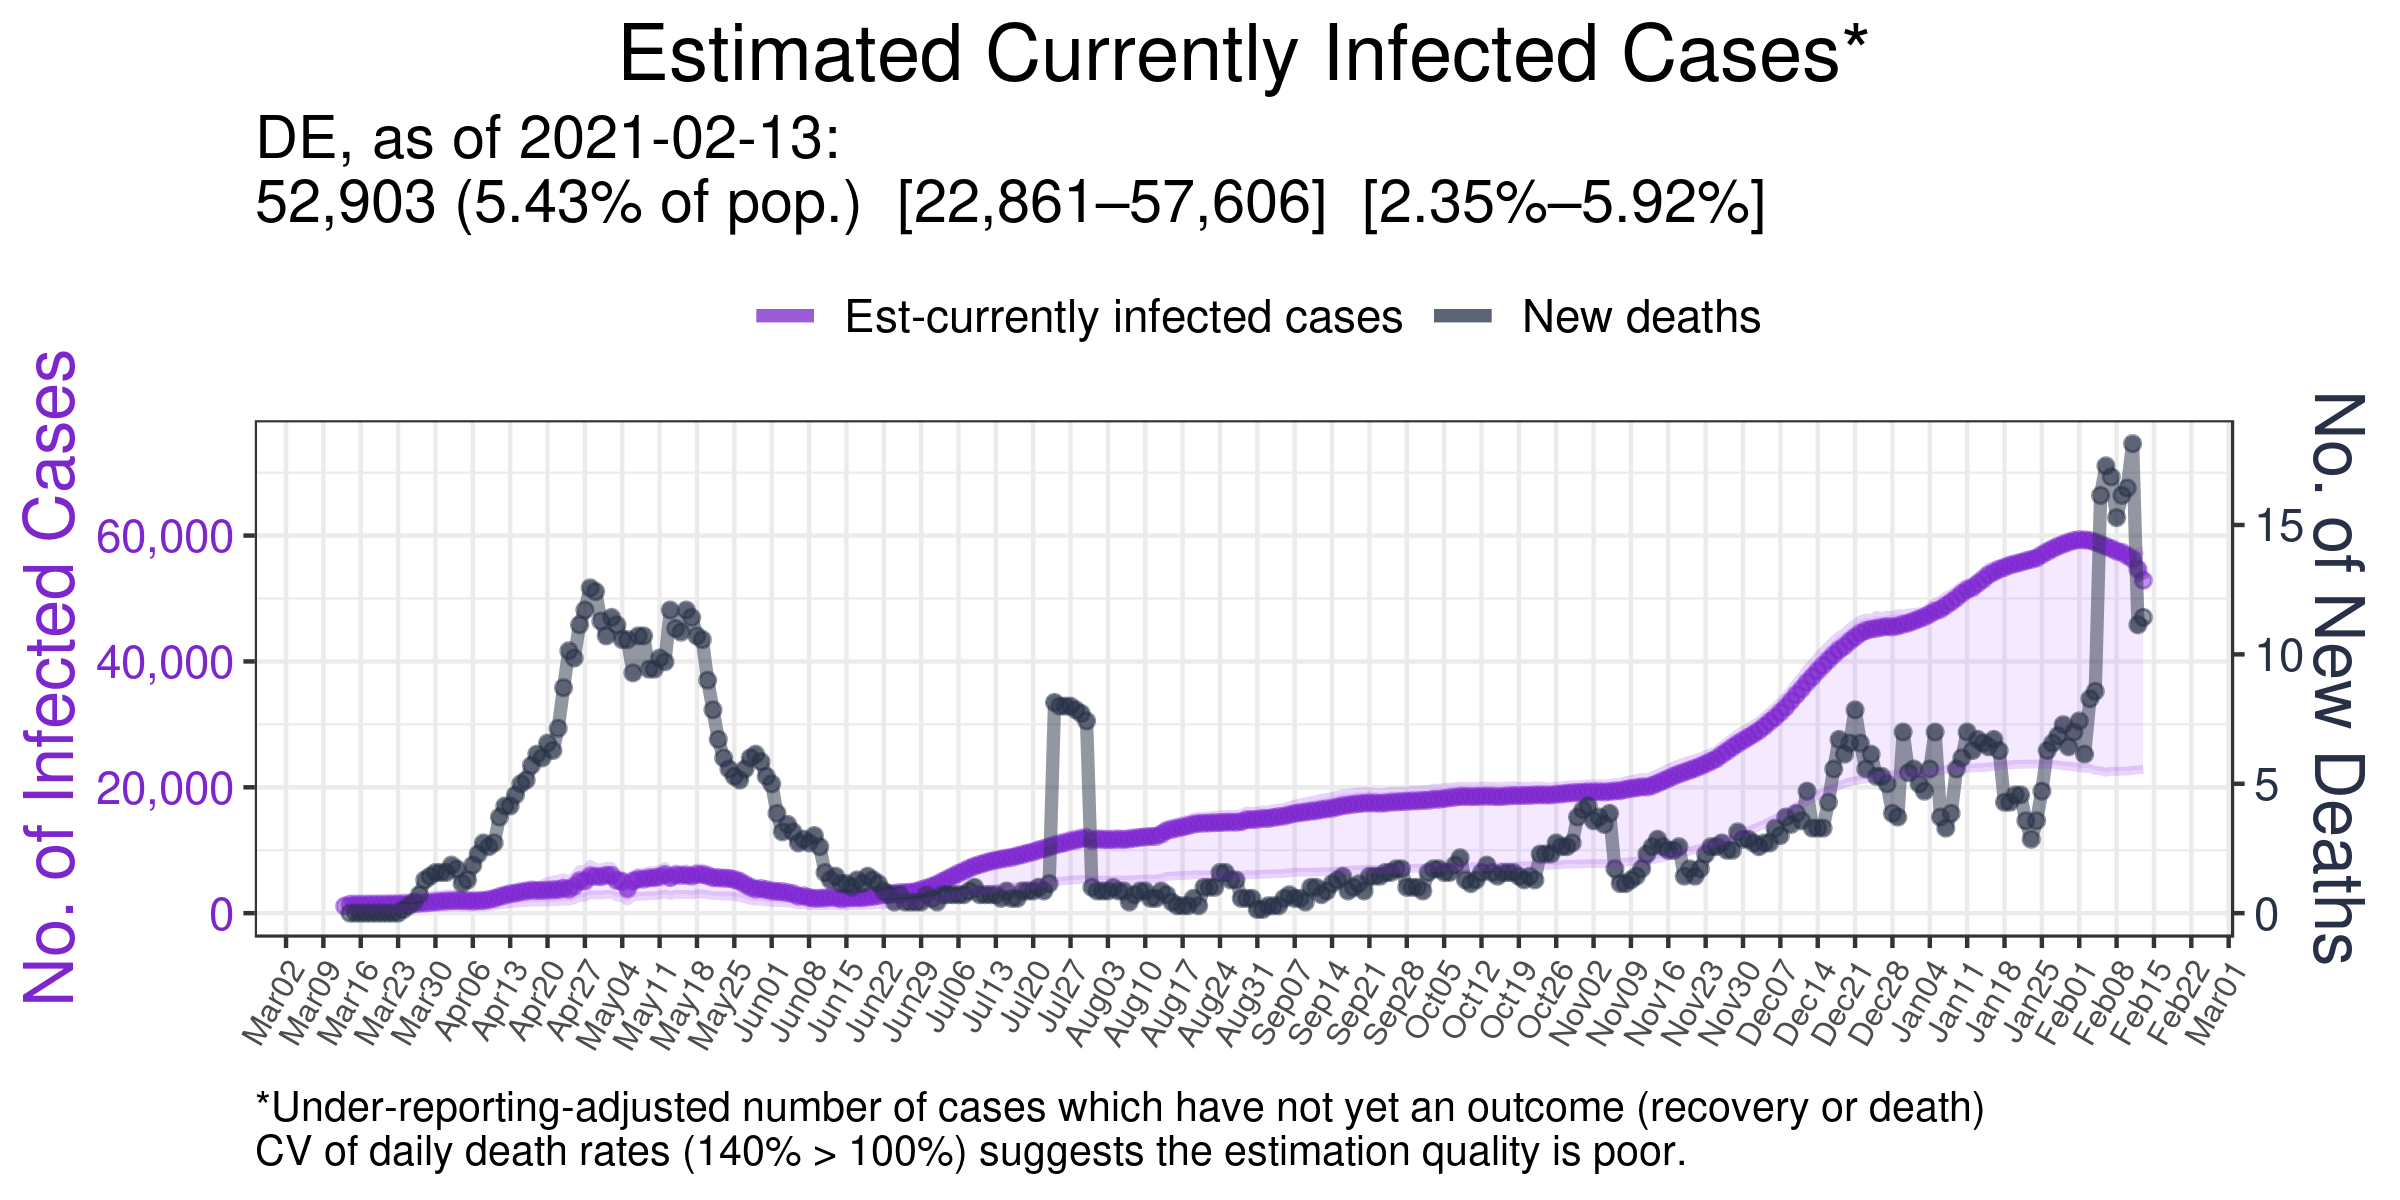 Estimated Currently Infected Cases*
DE, as of 2021-02-13:
52,903 (5.43% of pop.)  [22,861–57,606]  [2.35%–5.92%]
Est-currently infected cases
New deaths
No. of Infected Cases
60,000
40,000
20,000
0
15
10
5
0
No. of New Deaths
Mar02
Mar09
Mar16
Mar23
Mar30
Apr06
Apr13
Apr20
Apr27
May04
May11
May18
May25
Jun01
Jun08
Jun15
Jun22
Jun29
Jul06
Jul13
Jul20
Jul27
Aug03
Aug10
Aug17
Aug24
Aug31
Sep07
Sep14
Sep21
Sep28
Oct05
Oct12
Oct19
Oct26
Nov02
Nov09
Nov16
Nov23
Nov30
Dec07
Dec14
Dec21
Dec28
Jan04
Jan11
Jan18
Jan25
Feb01
Feb08
Feb15
Feb22
Mar01
*Under-reporting-adjusted number of cases which have not yet an outcome (recovery or death)
CV of daily death rates (140% > 100%) suggests the estimation quality is poor.